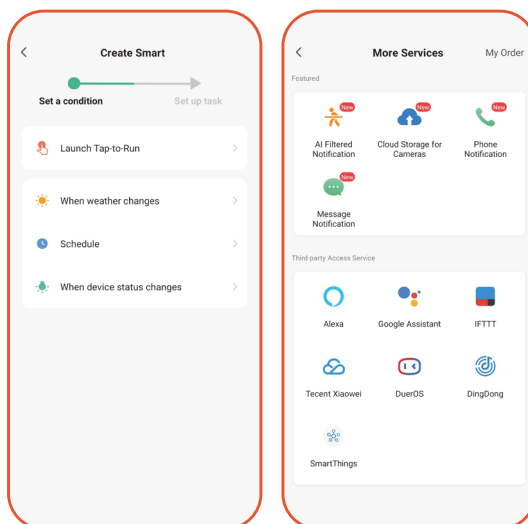 Create Smart
Set a condition
Set up task
Launch Tap-to-Run
When weather changes
Schedule
When device status changes
More Services
My Order
Featured
New
New
New
AI Filtered
Notification
Cloud Storage for
Cameras
Phone
Notification
New
Message
Notification
Third-party Access Service
Alexa
Google Assistant
IFTTT
Tecent Xiaowei
DuerOS
DingDong
SmartThings